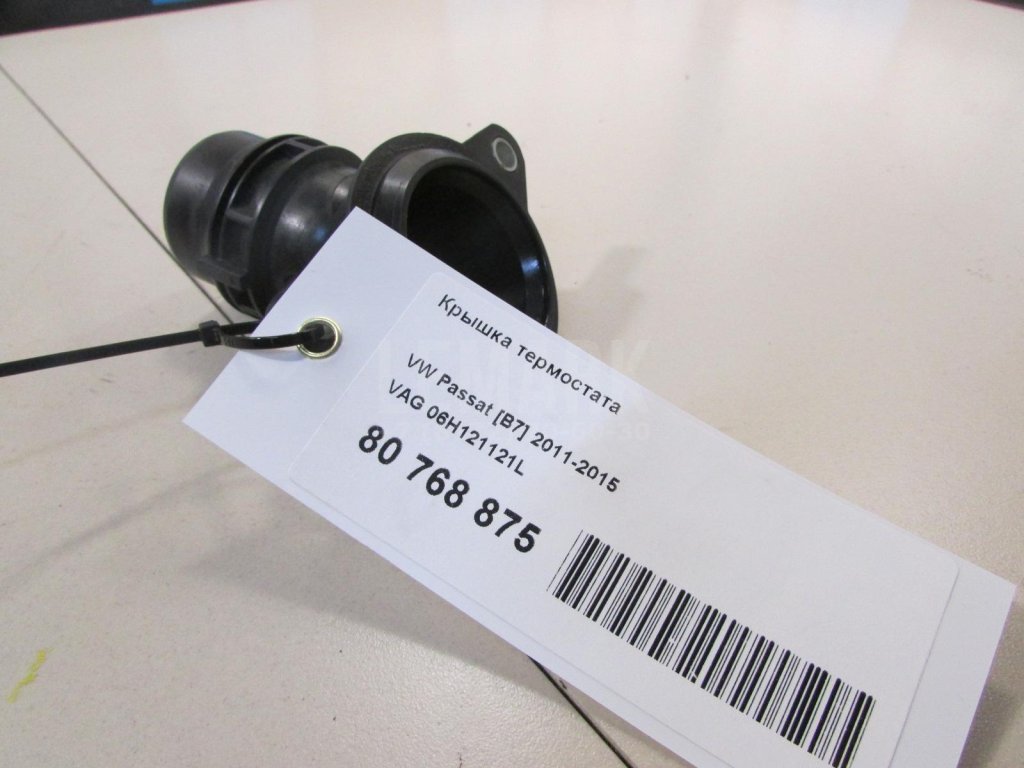 Крышка термостата
VW Passat [B7] 2011-2015
VAG 06H121121L
80 768 875